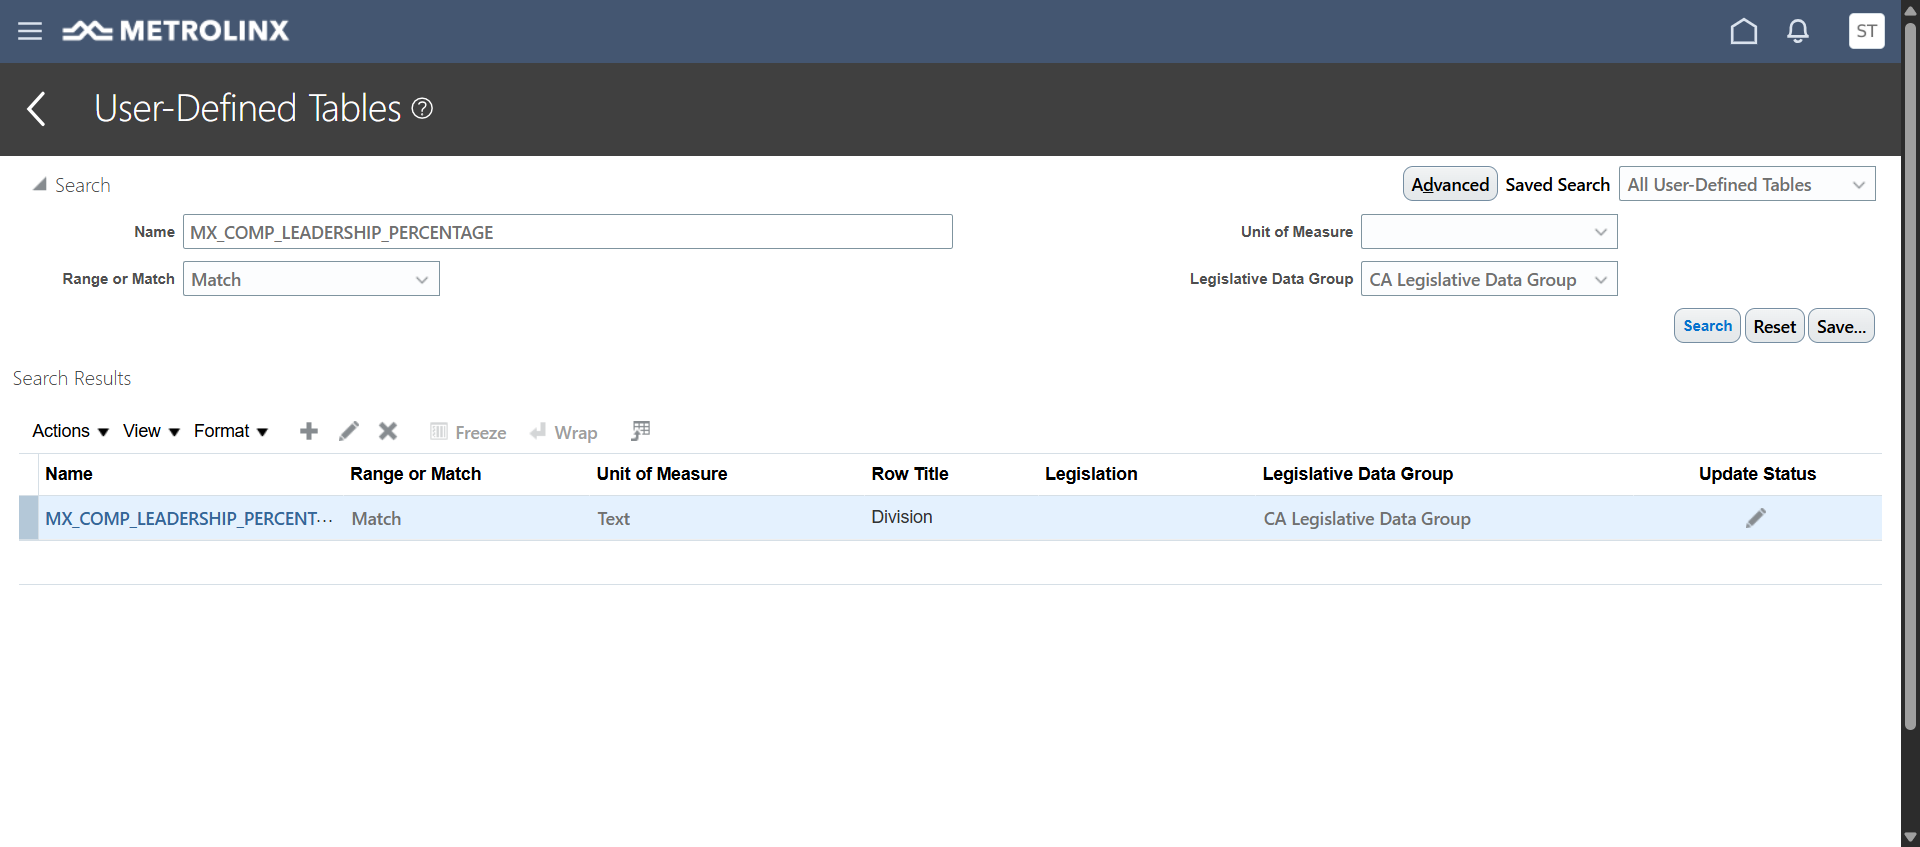 METROLINX
ST
User-Defined Tables ?
Search
Advanced Saved Search All User-Defined Tables
Name MX_COMP_LEADERSHIP_PERCENTAGE
Unit of Measure
Range or Match Match
Legislative Data Group CA Legislative Data Group
Search Reset Save...
Search Results
Actions View Format Freeze Wrap
Name Range or Match Unit of Measure Row Title Legislation Legislative Data Group Update Status
MX_COMP_LEADERSHIP_PERCENT... Match Text Division CA Legislative Data Group